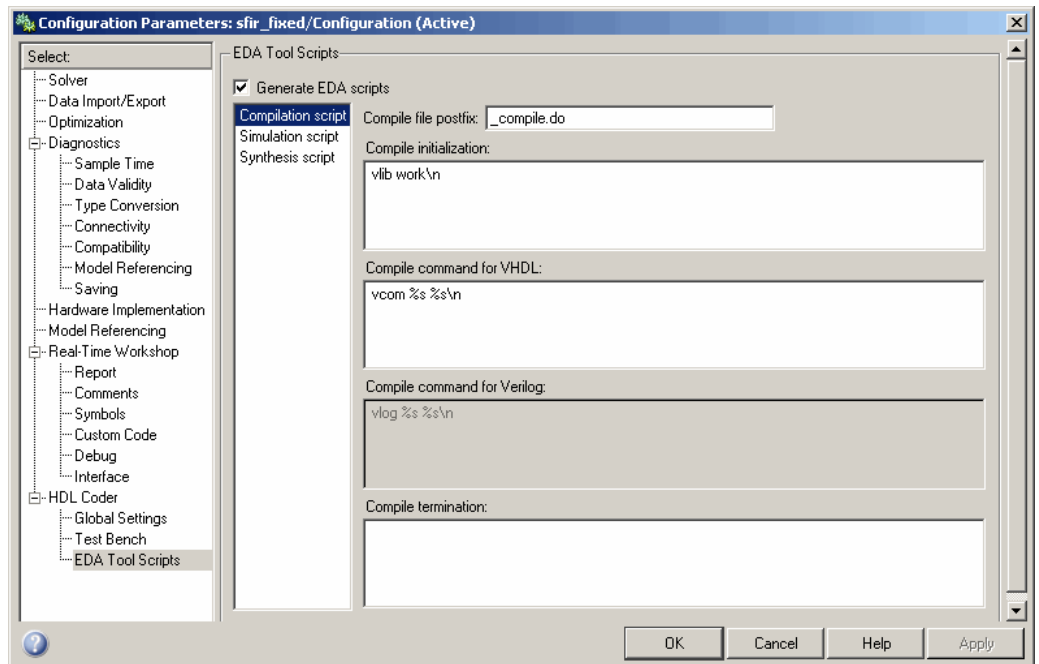 Configuration Parameters: sfir_fixed/Configuration (Active)
Select:
Solver
Data Import/Export
Optimization
Diagnostics
Sample Time
Data Validity
Type Conversion
Connectivity
Compatibility
Model Referencing
Saving
Hardware Implementation
Model Referencing
Real-Time Workshop
Report
Comments
Symbols
Custom Code
Debug
Interface
HDL Coder
Global Settings
Test Bench
EDA Tool Scripts
EDA Tool Scripts
Generate EDA scripts
Compilation script
Simulation script
Synthesis script
Compile file postfix: _compile.do
Compile initialization:
vlib work\n
Compile command for VHDL:
vcom %s %s\n
Compile command for Verilog:
vlog %s %s\n
Compile termination:
OK Cancel Help Apply